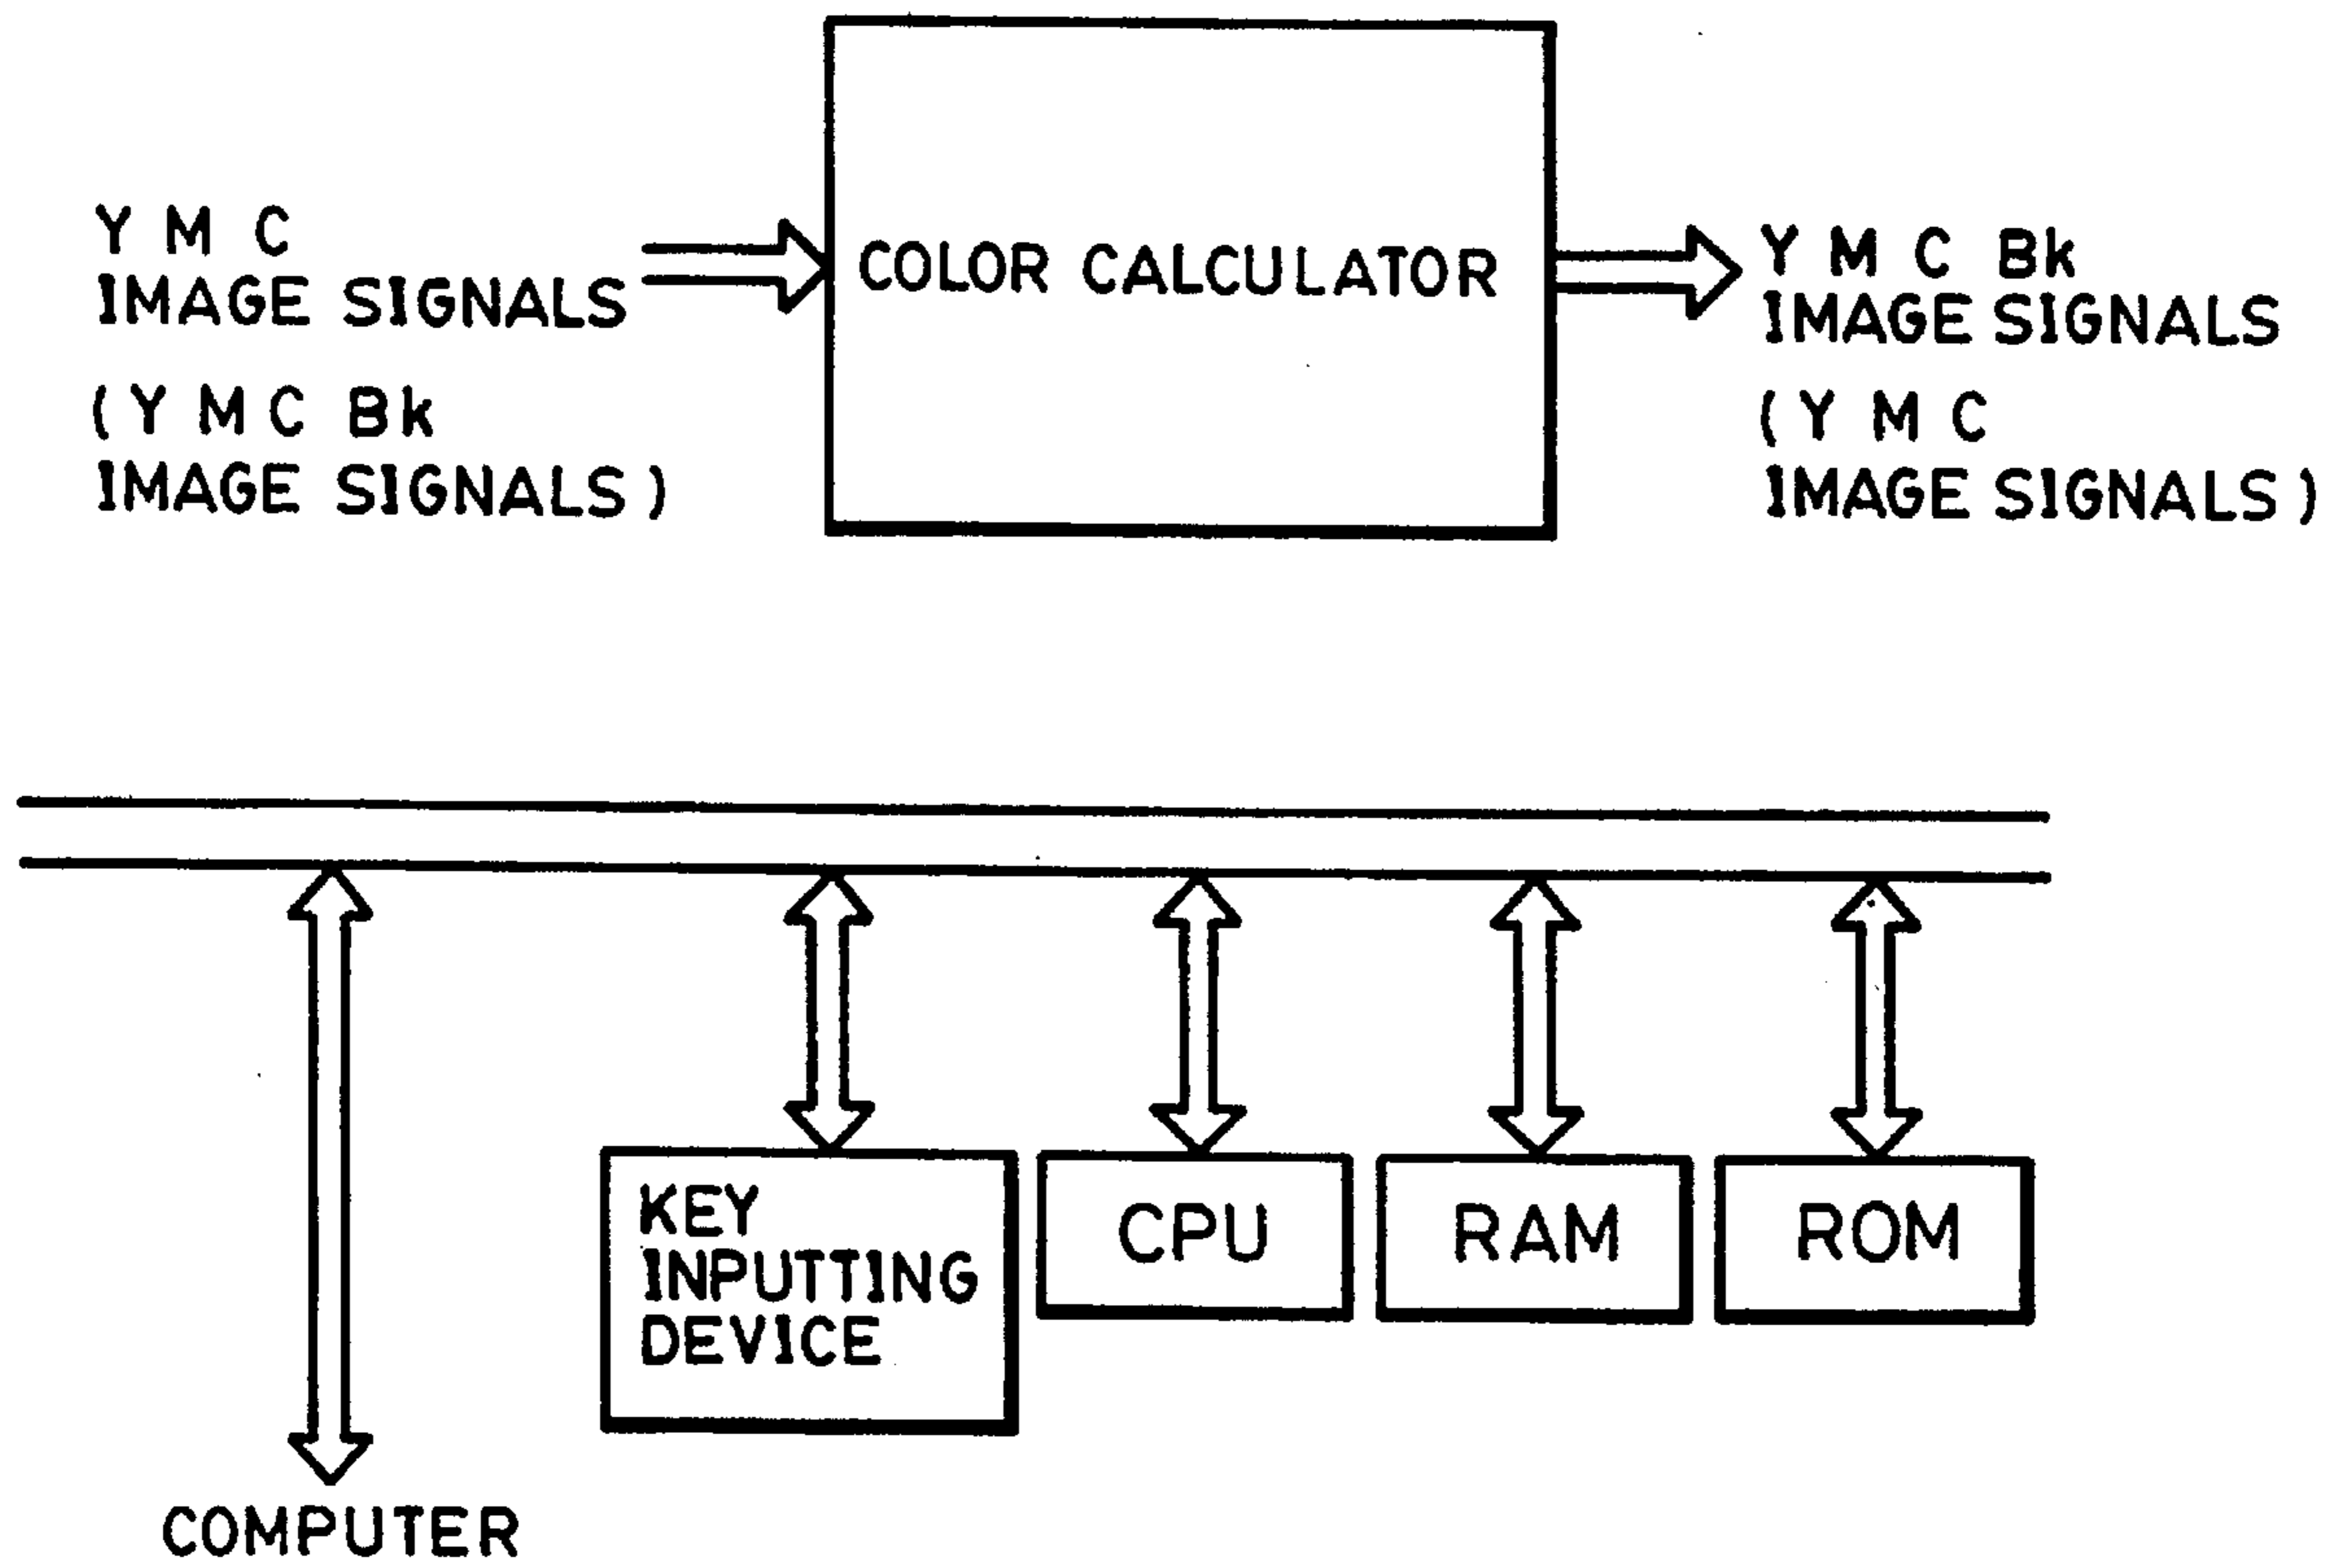 Y M C
IMAGE SIGNALS
(Y M C Bk
IMAGE SIGNALS)
COLOR CALCULATOR
Y M C Bk
IMAGE SIGNALS
(Y M C
IMAGE SIGNALS)
KEY
INPUTTING
DEVICE
CPU
RAM
ROM
COMPUTER